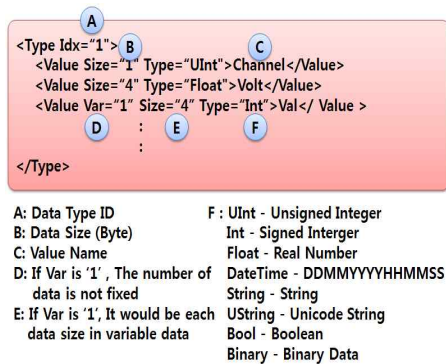 A
<Type Idx="1">
B
C
<Value Size="1" Type="UInt">Channel</Value>
<Value Size="4" Type="Float">Volt</Value>
<Value Var="1" Size="4" Type="Int">Val</ Value >
D : E F
:
</Type>
A: Data Type ID
B: Data Size (Byte)
C: Value Name
D: If Var is '1' , The number of
data is not fixed
E: If Var is '1', It would be each
data size in variable data
F : UInt - Unsigned Integer
Int - Signed Interger
Float - Real Number
DateTime - DDMMYYYYHHMMSS
String - String
UString - Unicode String
Bool - Boolean
Binary - Binary Data